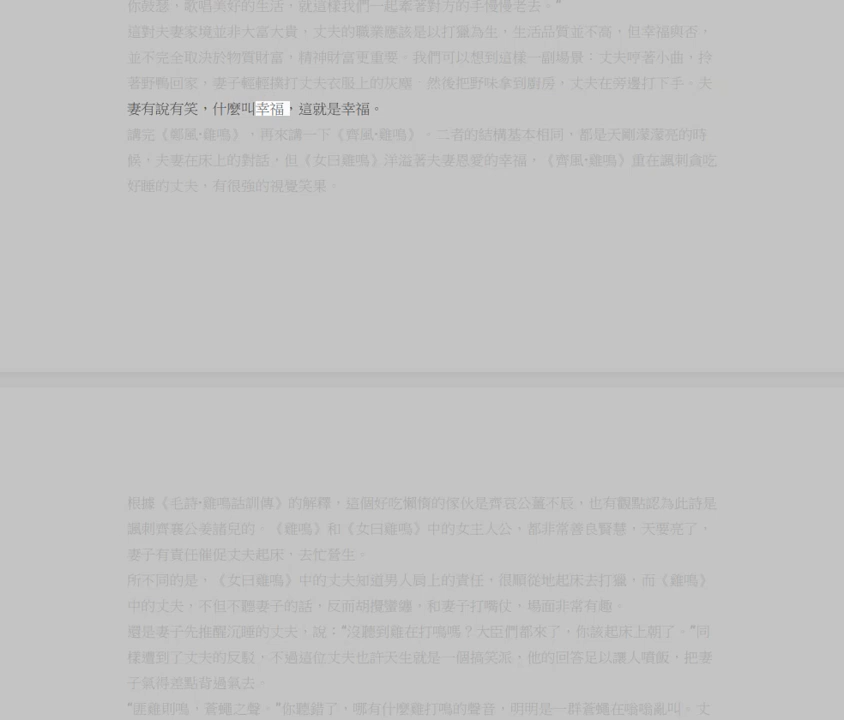 你鼓瑟，歌唱美好的生活，就這樣我們一起牽著對方的手慢慢老去。”
這對夫妻家境並非大富大貴，丈夫的職業應該是以打獵為生，生活品質並不高，但幸福與否，
並不完全取決於物質財富，精神財富更重要。我們可以想到這樣一副場景：丈夫哼著小曲，拎
著野鴨回家，妻子輕輕撲打丈夫衣服上的灰塵，然後把野味拿到廚房，丈夫在旁邊打下手、夫
妻有說有笑，什麼叫幸福，這就是幸福。
講完《鄭風·雞鳴》，再來講一下《齊風·雞鳴》。二者的結構基本相同，都是天剛濛濛亮的時
候，夫妻在床上的對話，但《女曰雞鳴》洋溢著夫妻恩愛的幸福，《齊風·雞鳴》重在諷刺貪吃
好睡的丈夫，有很強的視覺笑果。
根據《毛詩·雞鳴詁訓傳》的解釋，這個好吃懶惰的傢伙是齊哀公薑不辰，也有觀點認為此詩是
諷刺齊襄公姜諸兒的。《雞鳴》和《女曰雞鳴》中的女主人公，都非常善良賢慧，天要亮了，
妻子有責任催促丈夫起床，去忙營生。
所不同的是，《女曰雞鳴》中的丈夫知道男人肩上的責任，很順從地起床去打獵，而《雞鳴》
中的丈夫，不但不聽妻子的話，反而胡攪蠻纏，和妻子打嘴仗，場面非常有趣。
還是妻子先推醒沉睡的丈夫，說：“沒聽到雞在打鳴嗎？大臣們都來了，你該起床上朝了。”同
樣遭到了丈夫的反駁，不過這位丈夫也許天生就是一個搞笑派，他的回答足以讓人噴飯，把妻
子氣得差點背過氣去。
“匪雞則鳴，蒼蠅之聲。”你聽錯了，哪有什麼雞打鳴的聲音，明明是一群蒼蠅在嗡嗡亂叫。丈